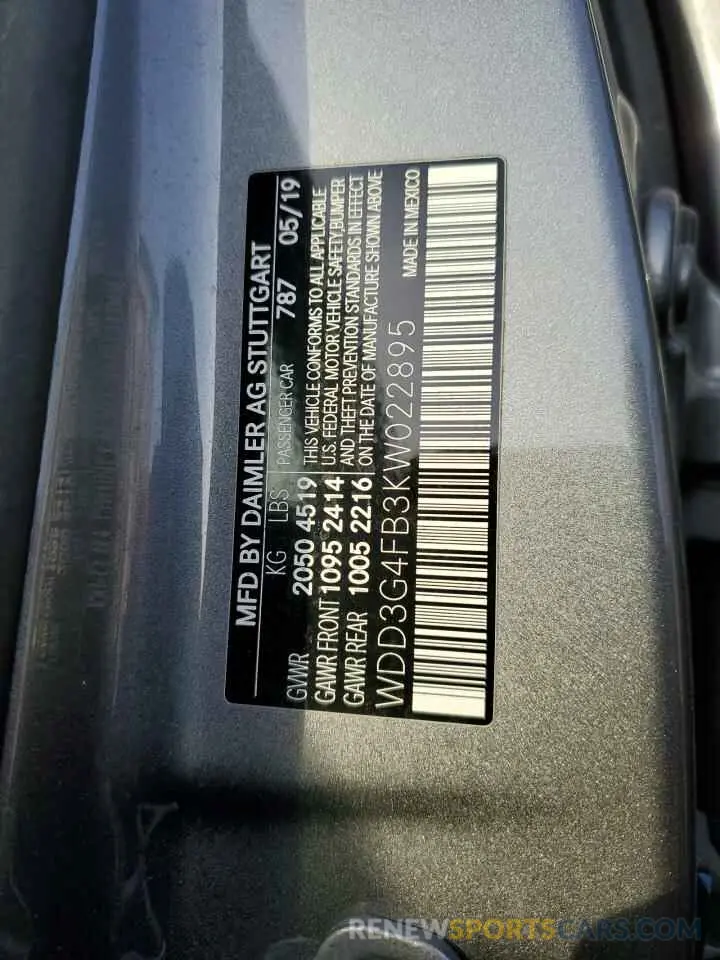 MFD BY DAIMLER AG STUTTGART
KG LBS 787 05/19
PASSENGER CAR
GVWR 2050 4519
GAWR FRONT 1095 2414
GAWR REAR 1005 2216
THIS VEHICLE CONFORMS TO ALL APPLICABLE
U.S. FEDERAL MOTOR VEHICLE SAFETY, BUMPER
AND THEFT PREVENTION STANDARDS IN EFFECT
ON THE DATE OF MANUFACTURE SHOWN ABOVE
WDD3G4FB3KW022895 MADE IN MEXICO
RENEWSPORTSCARS.COM